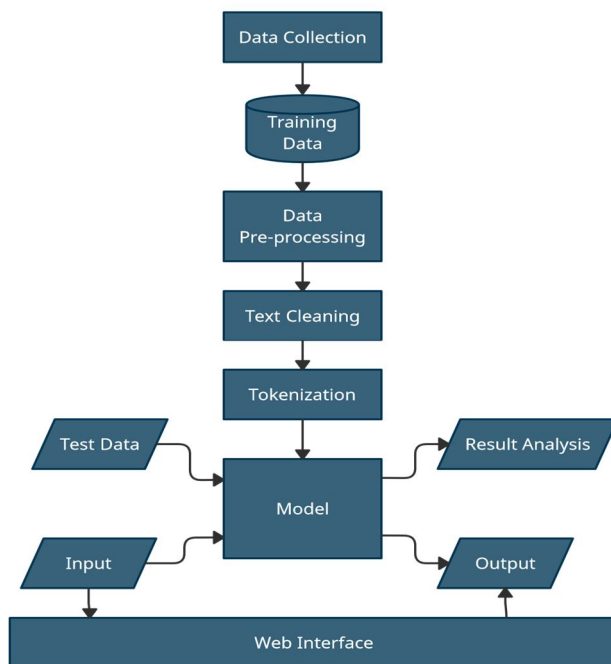 Data Collection
Training
Data
Data
Pre-processing
Text Cleaning
Tokenization
Test Data
Result Analysis
Model
Input
Output
Web Interface